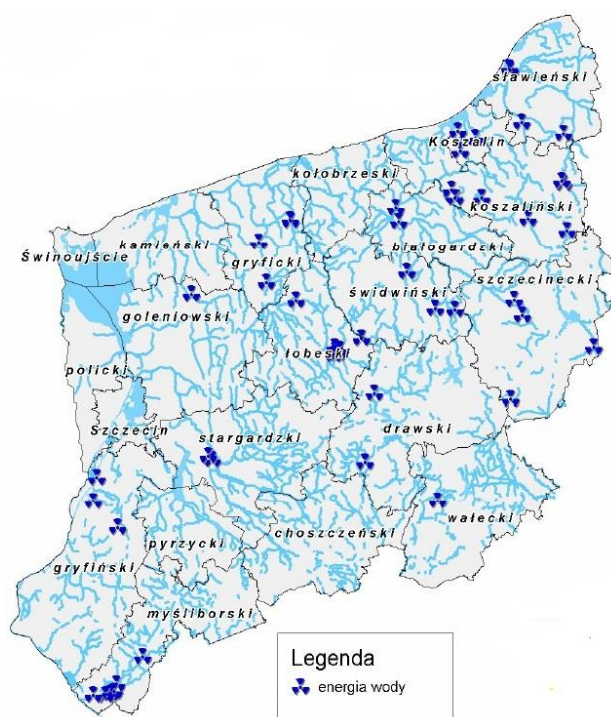 sławieński
Koszalin
kołobrzeski
koszaliński
kamieński
białogardzki
Świnoujście
gryficki
szczecinecki
świdwiński
goleniowski
łobeski
policki
Szczecin
stargardzki
drawski
wałecki
choszczeński
pyrzycki
gryfiński
myśliborski
Legenda
energia wody